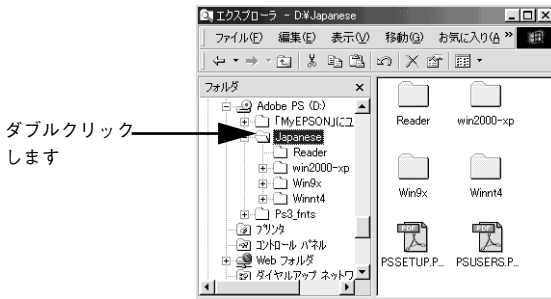 エクスプローラ - D:¥Japanese
ファイル(F) 編集(E) 表示(V) 移動(G) お気に入り(A »
フォルダ ×
Adobe PS (D:)
「MyEPSON」にユ
Japanese
Reader
win2000-xp
Win9x
Winnt4
Ps3_fnts
プリンタ
コントロール パネル
Web フォルダ
ダイヤルアップ ネットワ
Reader win2000-xp
Win9x Winnt4
PDF PDF
PSSETUP.P... PSUSERS.P...
ダブルクリック
します